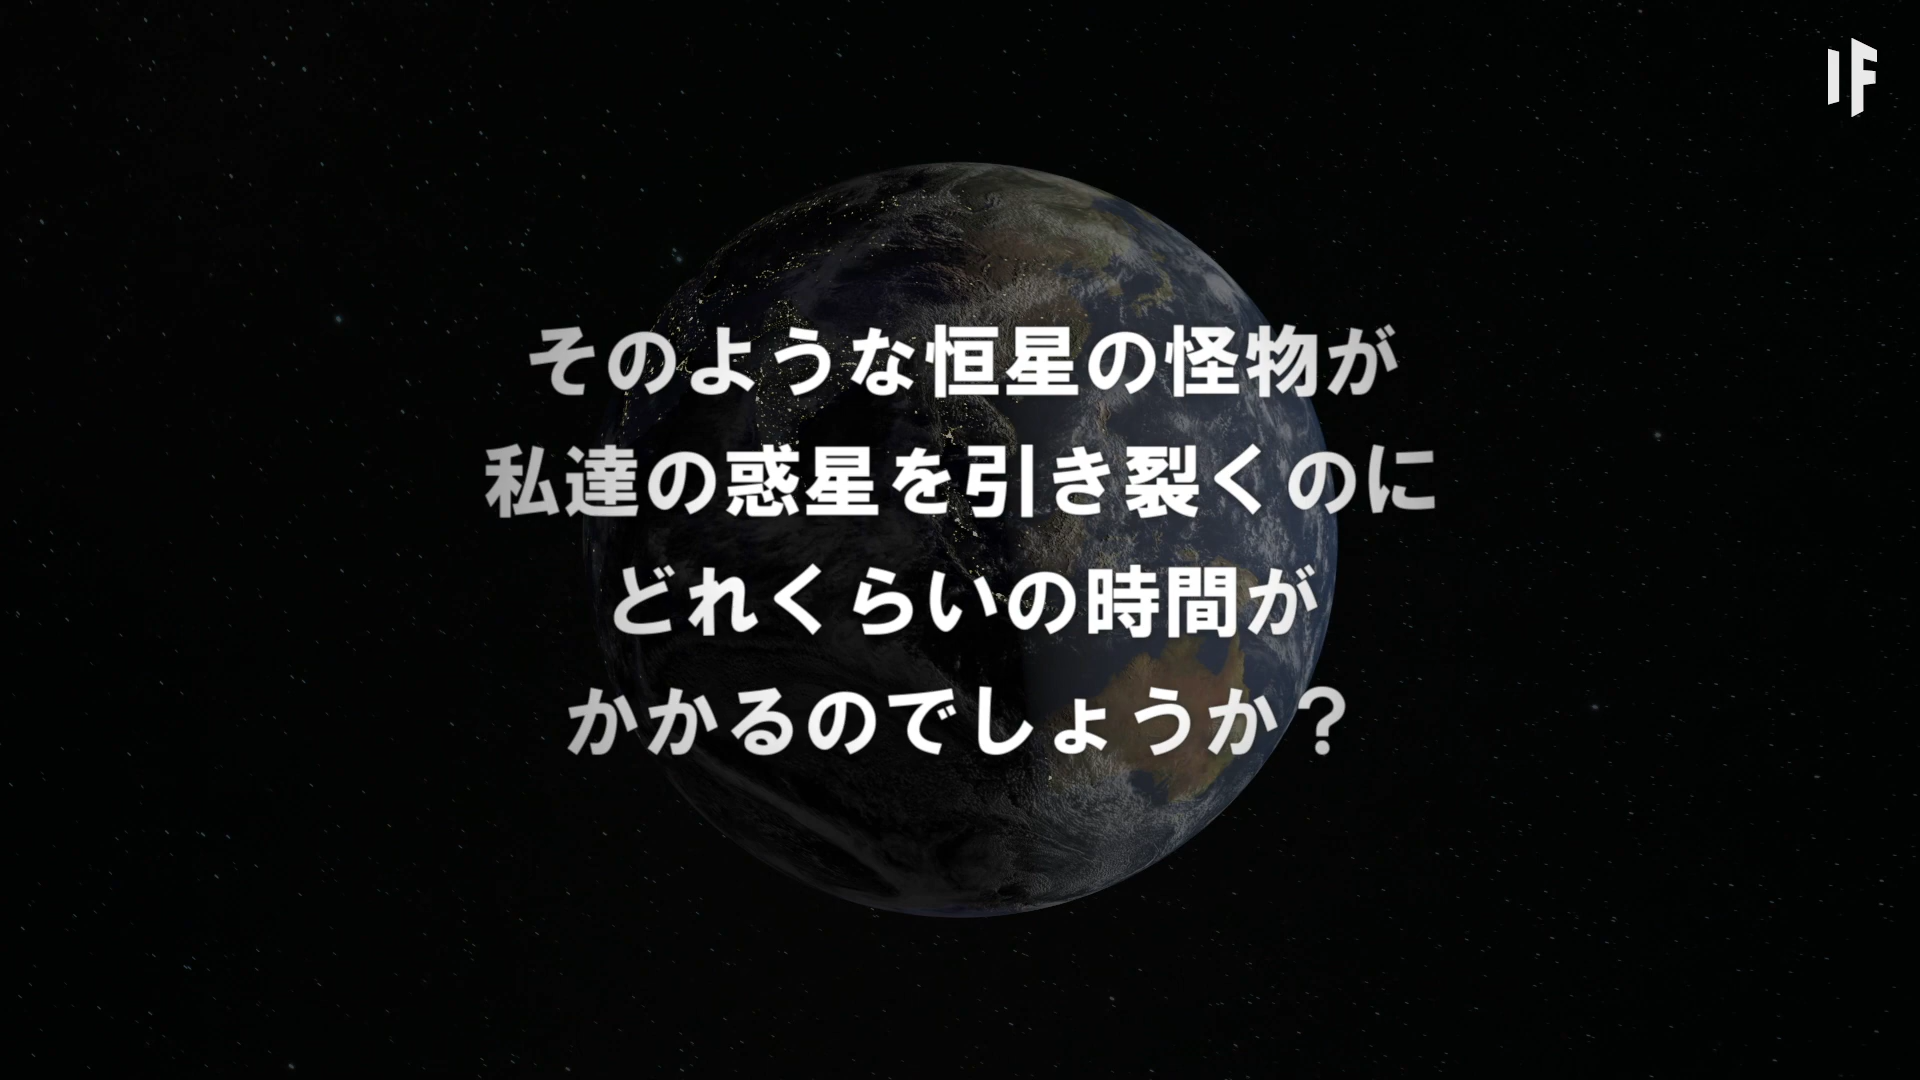 IF
そのような恒星の怪物が
私達の惑星を引き裂くのに
どれくらいの時間が
かかるのでしょうか？